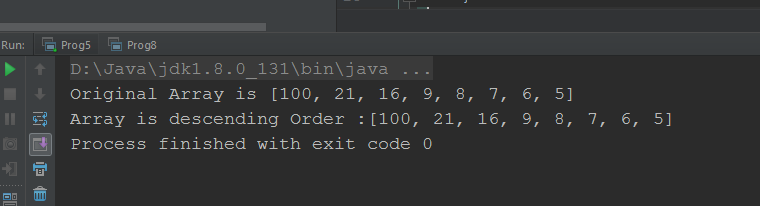 Run: Prog5 Prog8
D:\Java\jdk1.8.0_131\bin\java ...
Original Array is [100, 21, 16, 9, 8, 7, 6, 5]
Array is descending Order :[100, 21, 16, 9, 8, 7, 6, 5]
Process finished with exit code 0